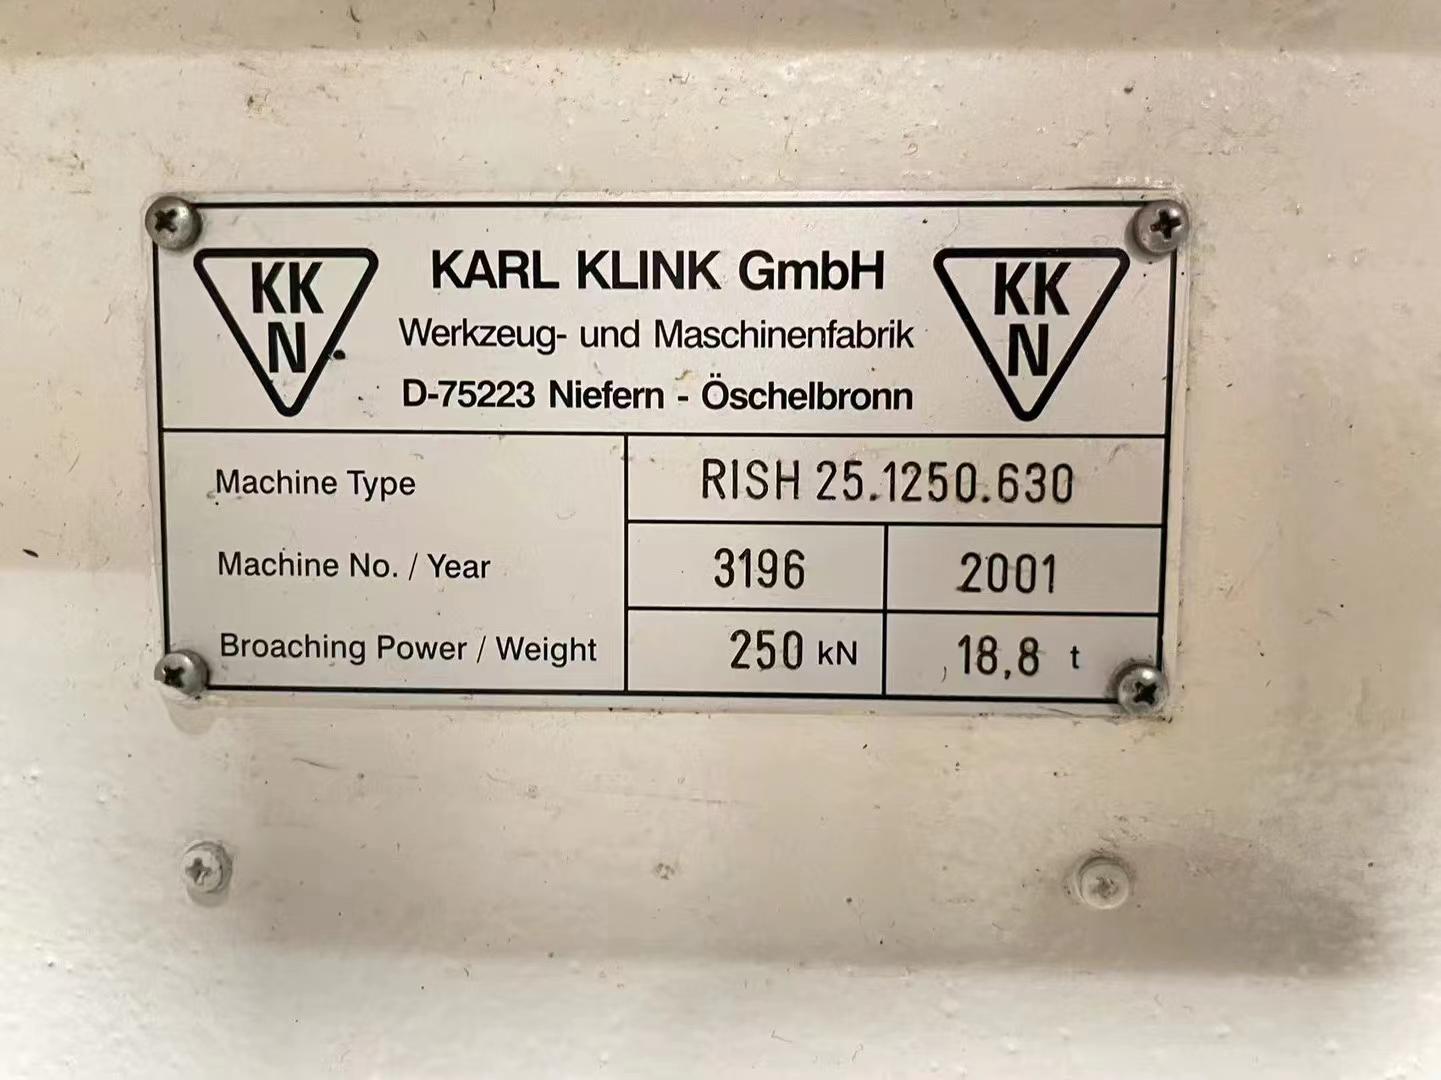 KK
N
KARL KLINK GmbH
Werkzeug- und Maschinenfabrik
D-75223 Niefern - Öschelbronn
KK
N
Machine Type
RISH 25.1250.630
Machine No. / Year
3196
2001
Broaching Power / Weight
250 kN
18,8 t